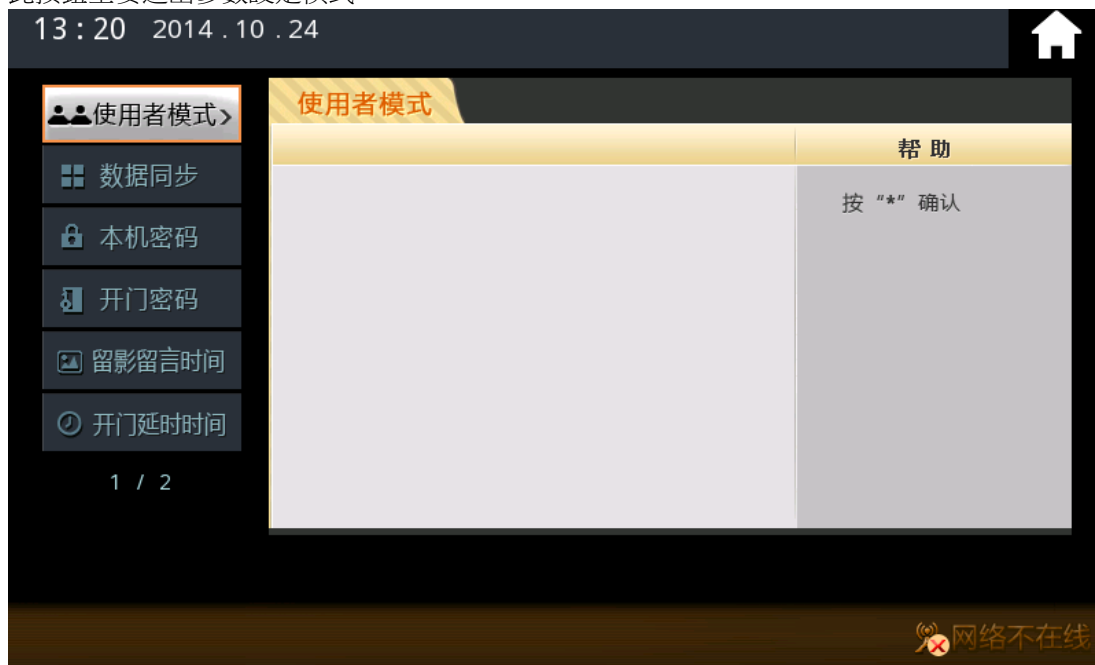 13:20 2014.10.24
使用者模式>
数据同步
本机密码
开门密码
留影留言时间
开门延时时间
1 / 2
使用者模式
帮助
按 "*" 确认
网络不在线